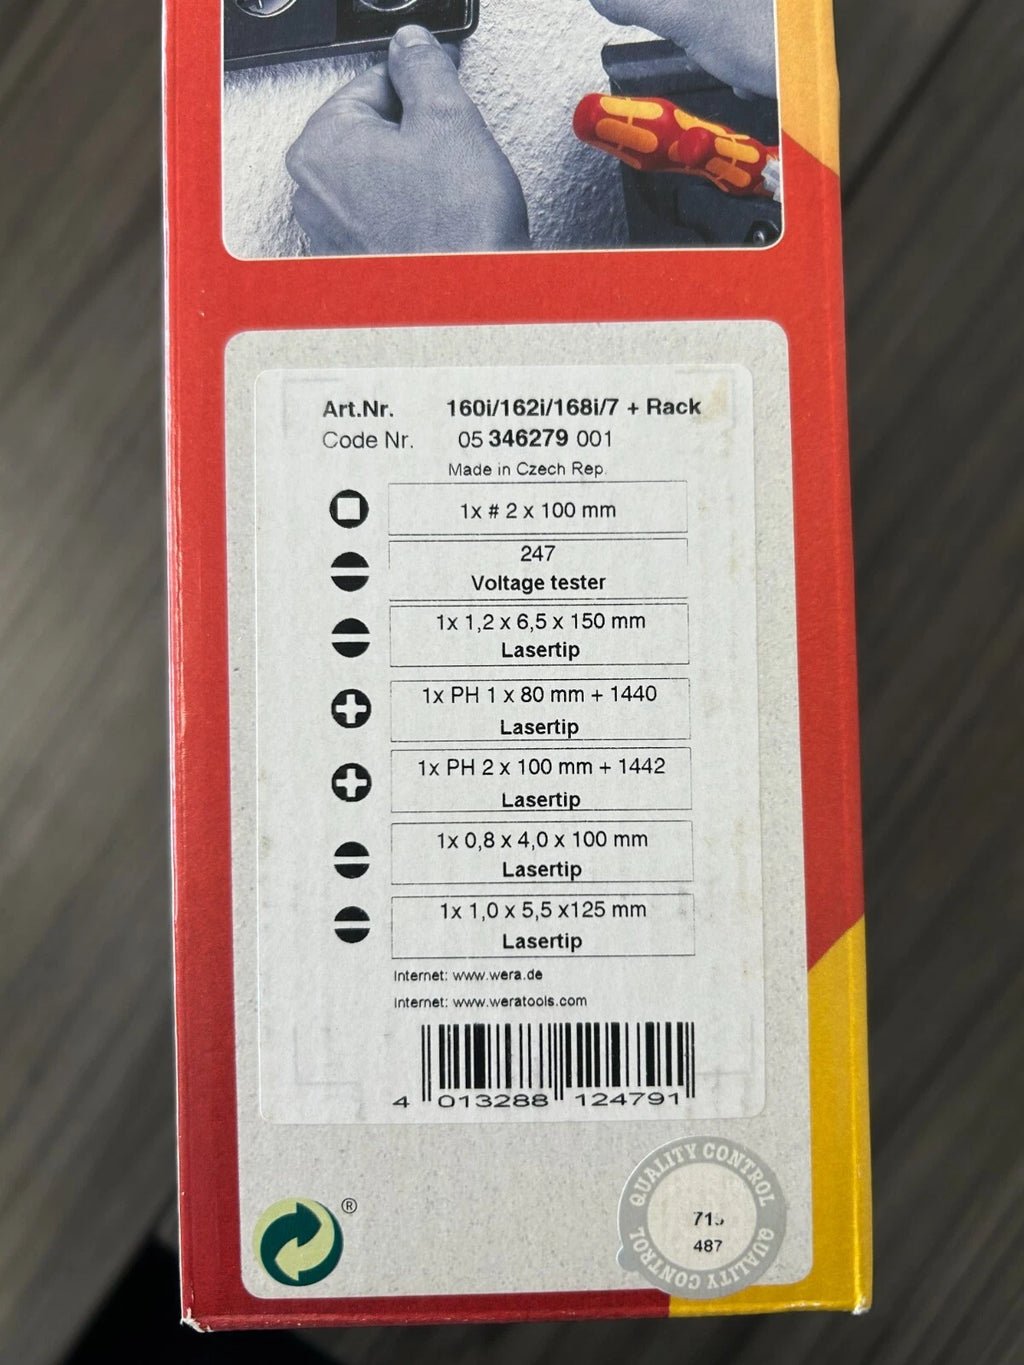 Art.Nr. 160i/162i/168i/7 + Rack
Code Nr. 05 346279 001
Made in Czech Rep.
1x # 2 x 100 mm
247
Voltage tester
1x 1,2 x 6,5 x 150 mm
Lasertip
1x PH 1 x 80 mm + 1440
Lasertip
1x PH 2 x 100 mm + 1442
Lasertip
1x 0,8 x 4,0 x 100 mm
Lasertip
1x 1,0 x 5,5 x125 mm
Lasertip
Internet: www.wera.de
Internet: www.weratools.com
4 013288 124791
®
QUALITY CONTROL
QUALITY CONTROL
487